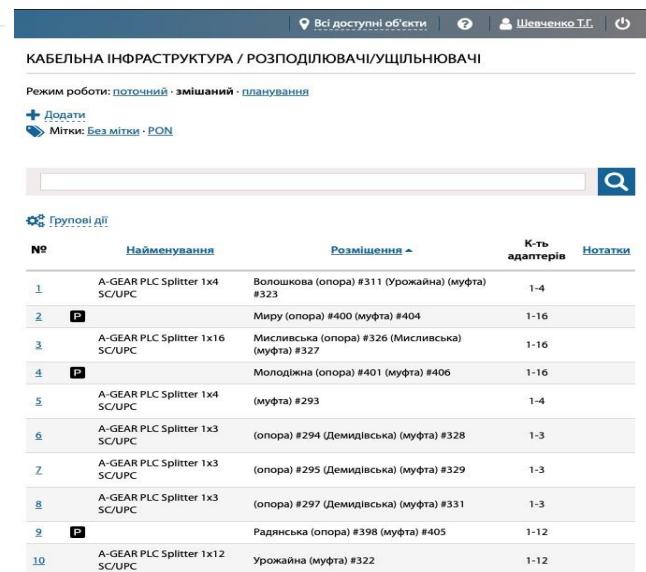 Всі доступні об'єкти ? Шевченко Т.Г.
КАБЕЛЬНА ІНФРАСТРУКТУРА / РОЗПОДІЛЮВАЧІ/УЩІЛЬНЮВАЧІ
Режим роботи: поточний · змішаний · планування
Додати
Мітки: Без мітки · PON
Групові дії
№ Найменування Розміщення К-ть адаптерів Нотатки
1 A-GEAR PLC Splitter 1x4 SC/UPC Волошкова (опора) #311 (Урожайна) (муфта) #323 1-4
2 P Миру (опора) #400 (муфта) #404 1-16
3 A-GEAR PLC Splitter 1x16 SC/UPC Мисливська (опора) #326 (Мисливська) (муфта) #327 1-16
4 P Молодіжна (опора) #401 (муфта) #406 1-16
5 A-GEAR PLC Splitter 1x4 SC/UPC (муфта) #293 1-4
6 A-GEAR PLC Splitter 1x3 SC/UPC (опора) #294 (Демидівська) (муфта) #328 1-3
7 A-GEAR PLC Splitter 1x3 SC/UPC (опора) #295 (Демидівська) (муфта) #329 1-3
8 A-GEAR PLC Splitter 1x3 SC/UPC (опора) #297 (Демидівська) (муфта) #331 1-3
9 P Радянська (опора) #398 (муфта) #405 1-12
10 A-GEAR PLC Splitter 1x12 SC/UPC Урожайна (муфта) #322 1-12